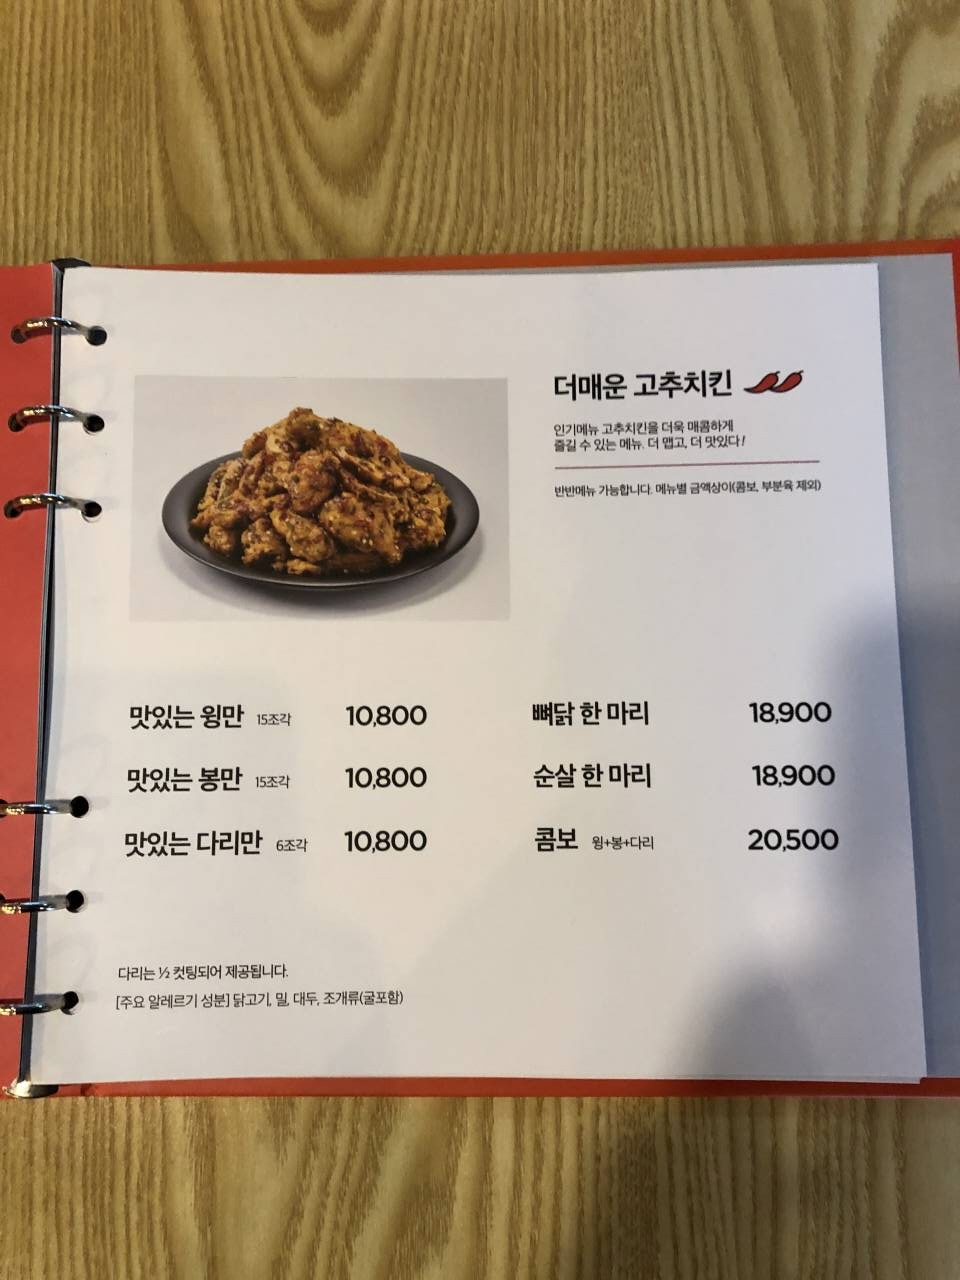 더매운 고추치킨
인기메뉴 고추치킨을 더욱 매콤하게
즐길 수 있는 메뉴. 더 맵고, 더 맛있다!
반반메뉴 가능합니다. 메뉴별 금액상이(콤보, 부분육 제외)
맛있는 윙만 15조각 10,800
뼈닭 한 마리 18,900
맛있는 봉만 15조각 10,800
순살 한 마리 18,900
맛있는 다리만 6조각 10,800
콤보 윙+봉+다리 20,500
다리는 ½ 컷팅되어 제공됩니다.
[주요 알레르기 성분] 닭고기, 밀, 대두, 조개류(굴포함)